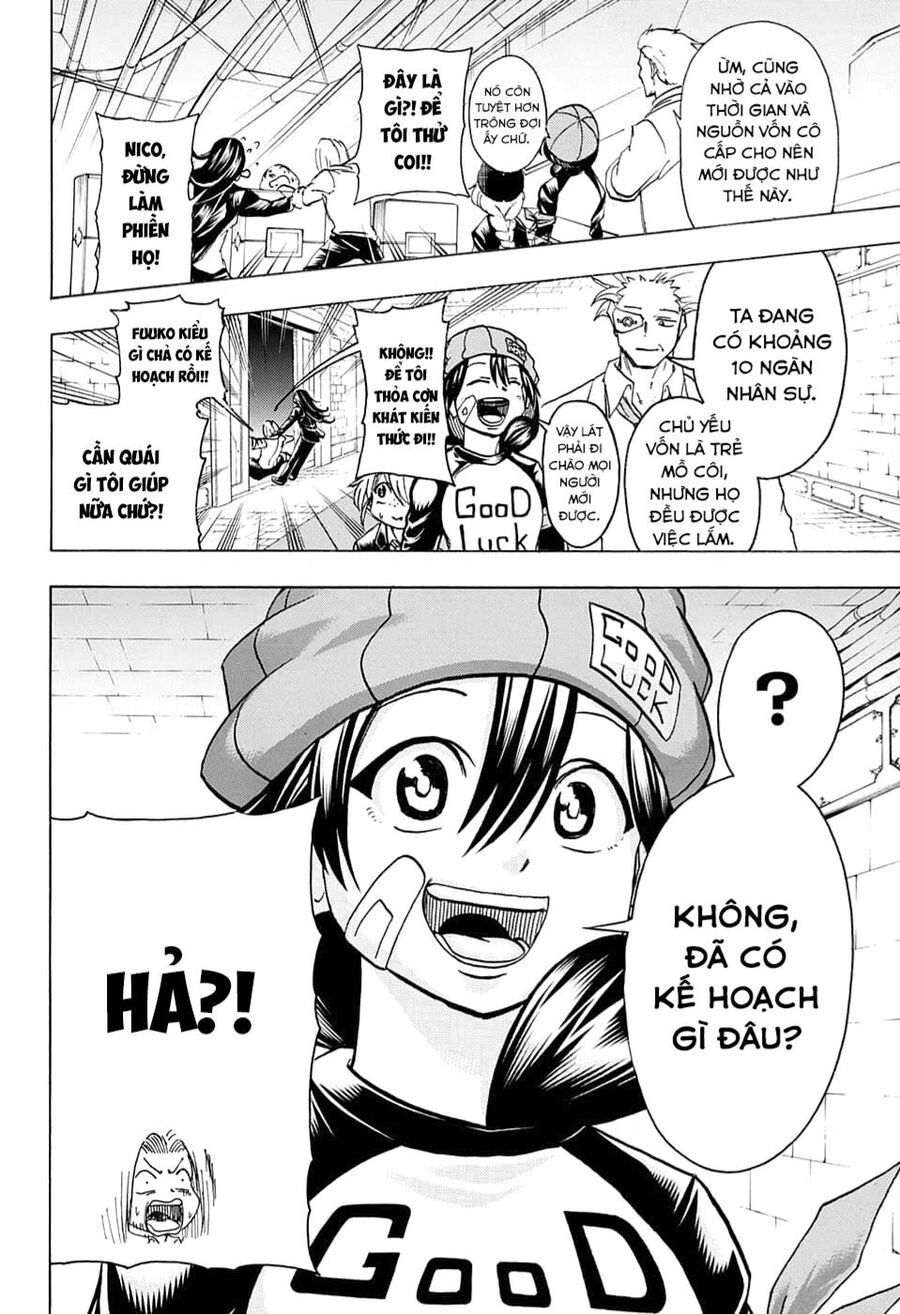 ỪM, CŨNG
NHỜ CẢ VÀO
THỜI GIAN VÀ
NGUỒN VỐN CÔ
CẤP CHO NÊN
MỚI ĐƯỢC NHƯ
THẾ NÀY.
NÓ CÒN
TUYỆT HƠN
TRÔNG ĐỢI
ẤY CHỨ.
ĐÂY LÀ
GÌ?! ĐỂ
TÔI THỬ
COI!!
NICO,
ĐỪNG
LÀM
PHIỀN
HỌ!
TA ĐANG
CÓ KHOẢNG
10 NGÀN
NHÂN SỰ.
CHỦ YẾU
VỐN LÀ TRẺ
MỒ CÔI,
NHƯNG HỌ
ĐỀU ĐƯỢC
VIỆC LẮM.
VẬY LÁT
PHẢI ĐI
CHÀO MỌI
NGƯỜI
MỚI
ĐƯỢC.
GOOD
LUCK
GOOD
LUCK
KHÔNG!!
ĐỂ TÔI
THỎA CƠN
KHÁT KIẾN
THỨC ĐI!!
FUUKO KIỂU
GÌ CHẢ CÓ KẾ
HOẠCH RỒI!!
CẦN QUÁI
GÌ TÔI GIÚP
NỮA CHỨ?!
?
GOOD
LUCK
KHÔNG,
ĐÃ CÓ
KẾ HOẠCH
GÌ ĐÂU?
HẢ?!
GOOD